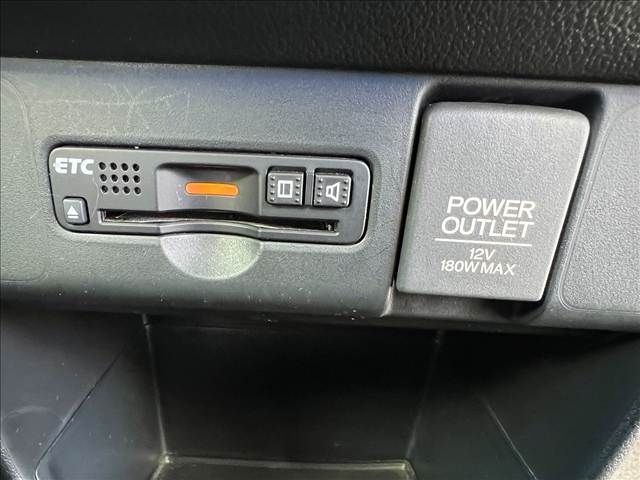 ETC
POWER
OUTLET
12V
180W MAX